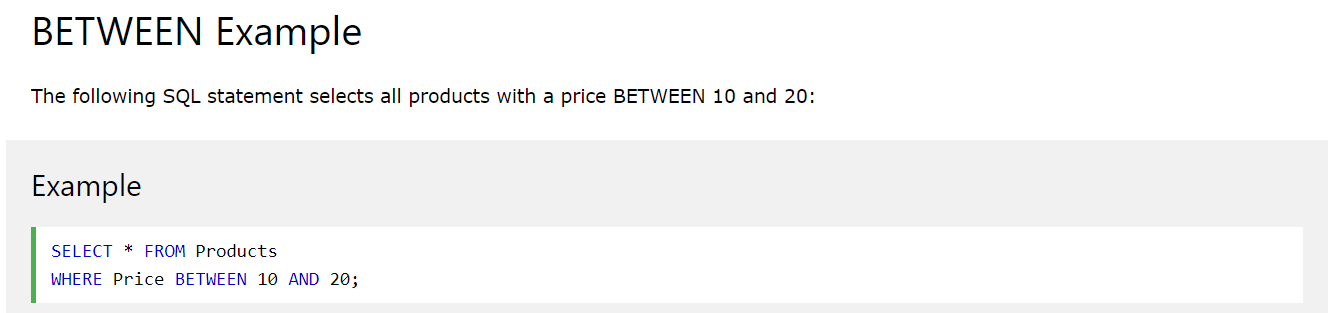 BETWEEN Example
The following SQL statement selects all products with a price BETWEEN 10 and 20:
Example
SELECT * FROM Products
WHERE Price BETWEEN 10 AND 20;